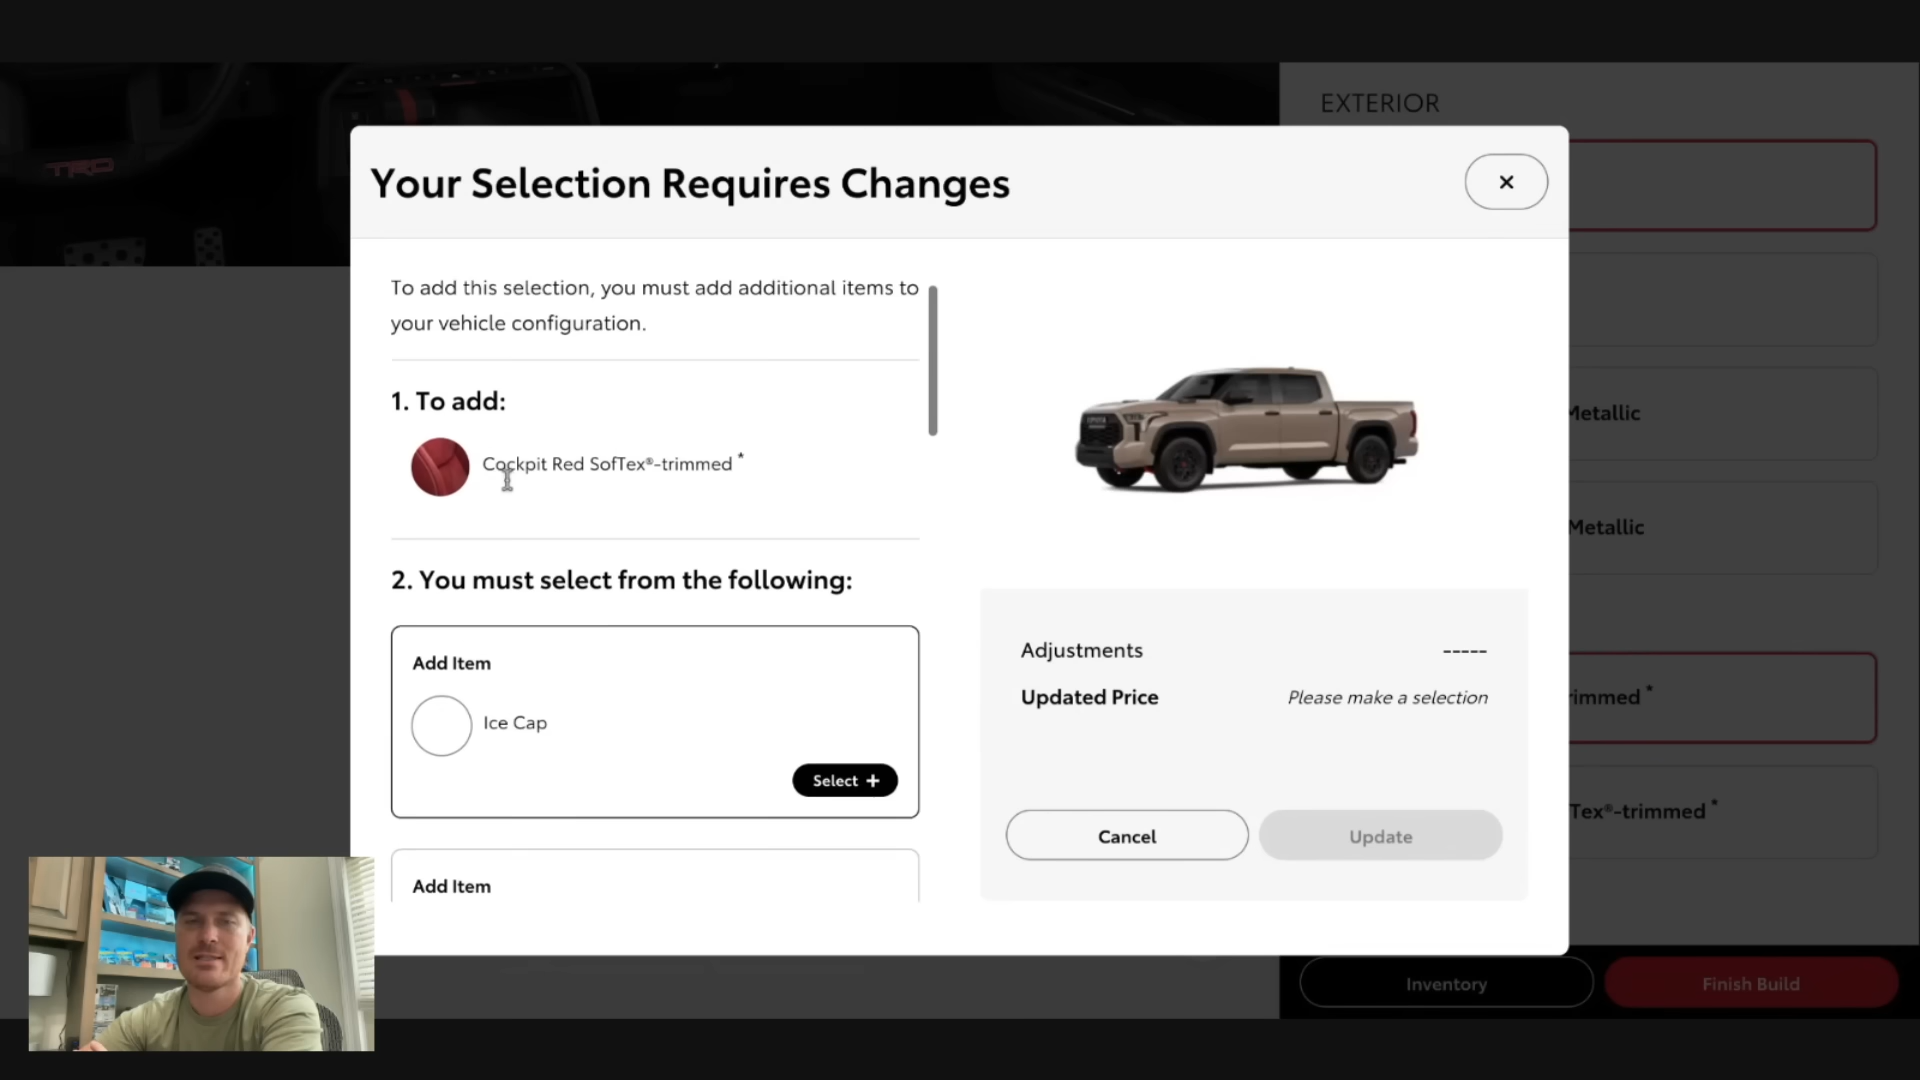 EXTERIOR
TRD
Your Selection Requires Changes
To add this selection, you must add additional items to
your vehicle configuration.
1. To add:
Cockpit Red SofTex®-trimmed *
2. You must select from the following:
Add Item
Ice Cap
Select +
Add Item
Adjustments -----
Updated Price Please make a selection
Cancel
Update
Metallic
Metallic
immed *
Tex®-trimmed *
Inventory
Finish Build